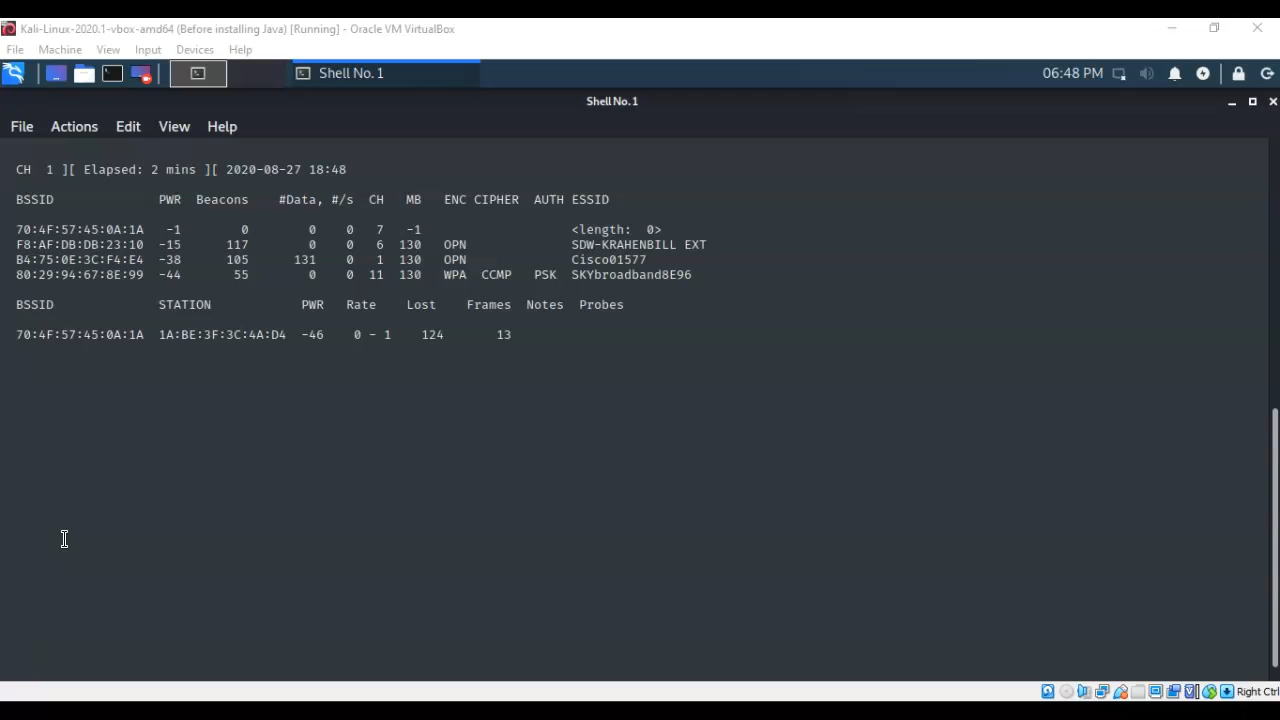 Kali-Linux-2020.1-vbox-amd64 (Before installing Java) [Running] - Oracle VM VirtualBox
File Machine View Input Devices Help
Shell No. 1 06:48 PM
Shell No. 1
File Actions Edit View Help
CH 1 ][ Elapsed: 2 mins ][ 2020-08-27 18:48
BSSID PWR Beacons #Data, #/s CH MB ENC CIPHER AUTH ESSID
70:4F:57:45:0A:1A -1 0 0 0 7 -1 <length: 0>
F8:AF:DB:DB:23:10 -15 117 0 0 6 130 OPN SDW-KRAHENBILL EXT
B4:75:0E:3C:F4:E4 -38 105 131 0 1 130 OPN Cisco01577
80:29:94:67:8E:99 -44 55 0 0 11 130 WPA CCMP PSK SKYbroadband8E96
BSSID STATION PWR Rate Lost Frames Notes Probes
70:4F:57:45:0A:1A 1A:BE:3F:3C:4A:D4 -46 0 - 1 124 13
Right Ctrl